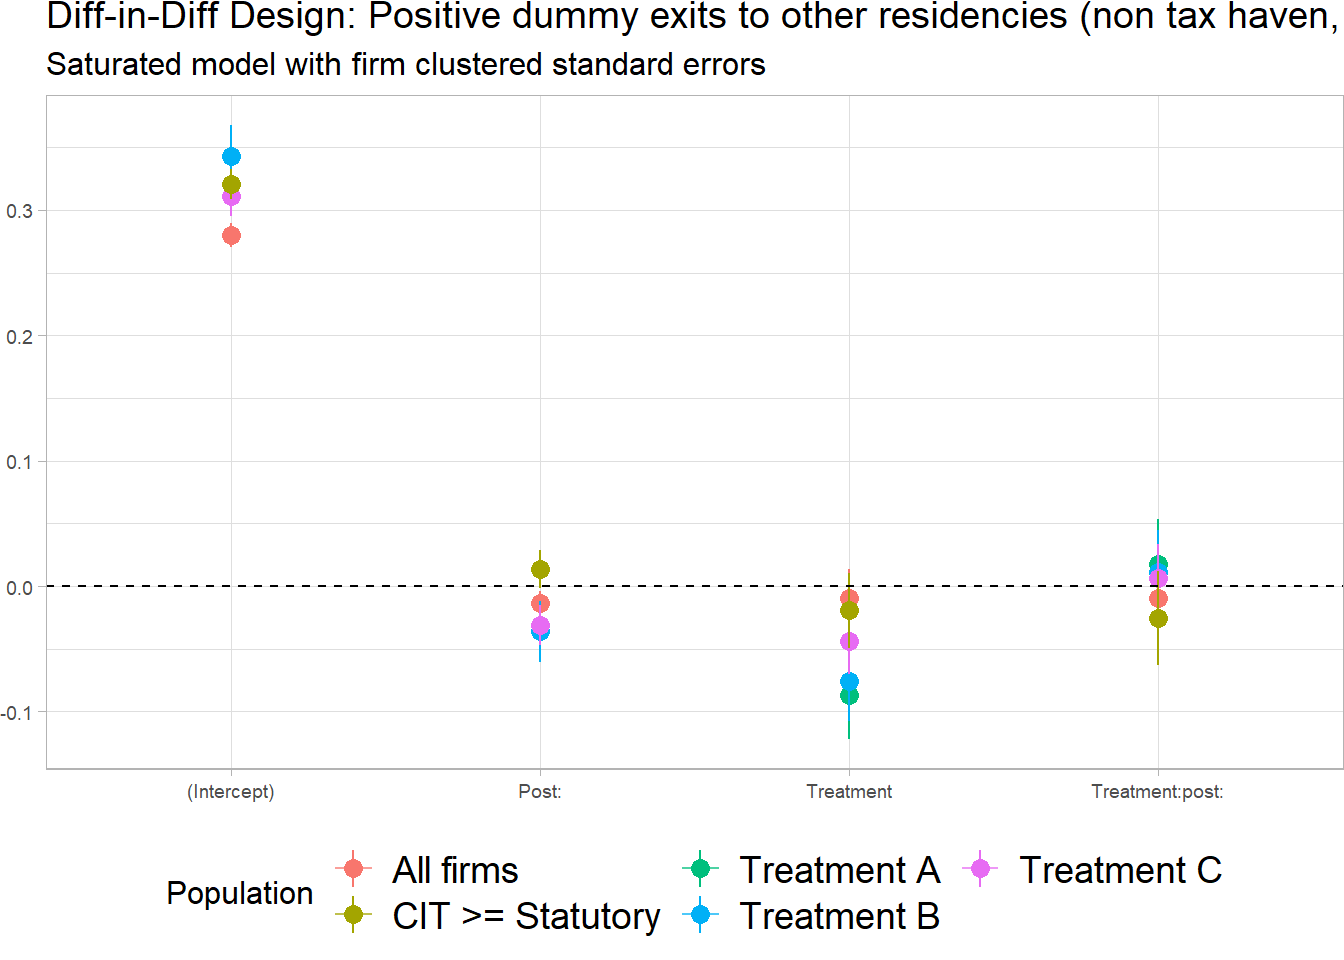 Diff-in-Diff Design: Positive dummy exits to other residencies (non tax haven,
Saturated model with firm clustered standard errors
0.3
0.2
0.1
0.0
-0.1
(Intercept)
Post:
Treatment
Treatment:post:
Population
All firms
Treatment A
Treatment C
CIT >= Statutory
Treatment B